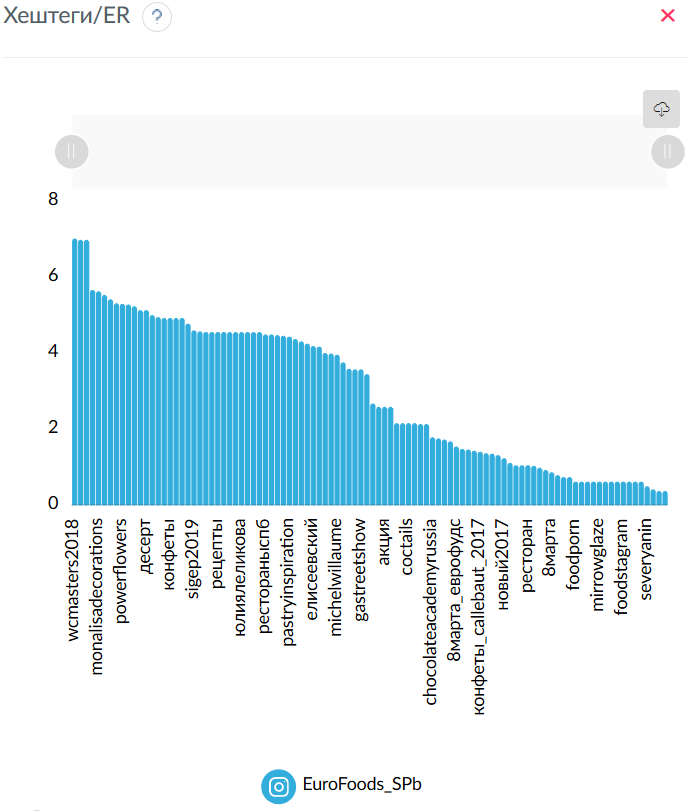 Хештеги/ER ?
8
6
4
2
0
wcmasters2018
monalisadecorations
powerflowers
десерт
конфеты
sigep2019
рецепты
юлиялеликова
рестораныспб
pastryinspiration
елисеевский
michelwillaume
gastreetshow
акция
coctails
chocolateacademyrussia
8марта_еврофудс
конфеты_callebaut_2017
новый2017
ресторан
8марта
foodporn
mirrowglaze
foodstagram
severyanin
EuroFoods_SPb